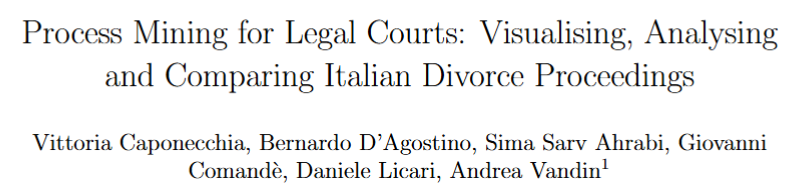 Process Mining for Legal Courts: Visualising, Analysing
and Comparing Italian Divorce Proceedings
Vittoria Caponecchia, Bernardo D'Agostino, Sima Sarv Ahrabi, Giovanni
Comandè, Daniele Licari, Andrea Vandin¹